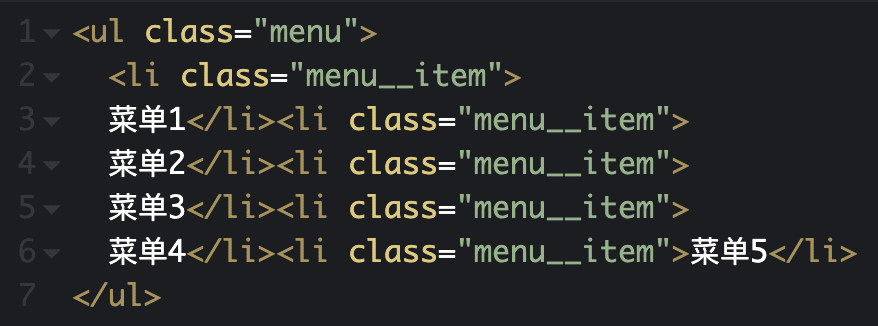 1 <ul class="menu">
2 <li class="menu__item">
3 菜单1</li><li class="menu__item">
4 菜单2</li><li class="menu__item">
5 菜单3</li><li class="menu__item">
6 菜单4</li><li class="menu__item">菜单5</li>
7 </ul>